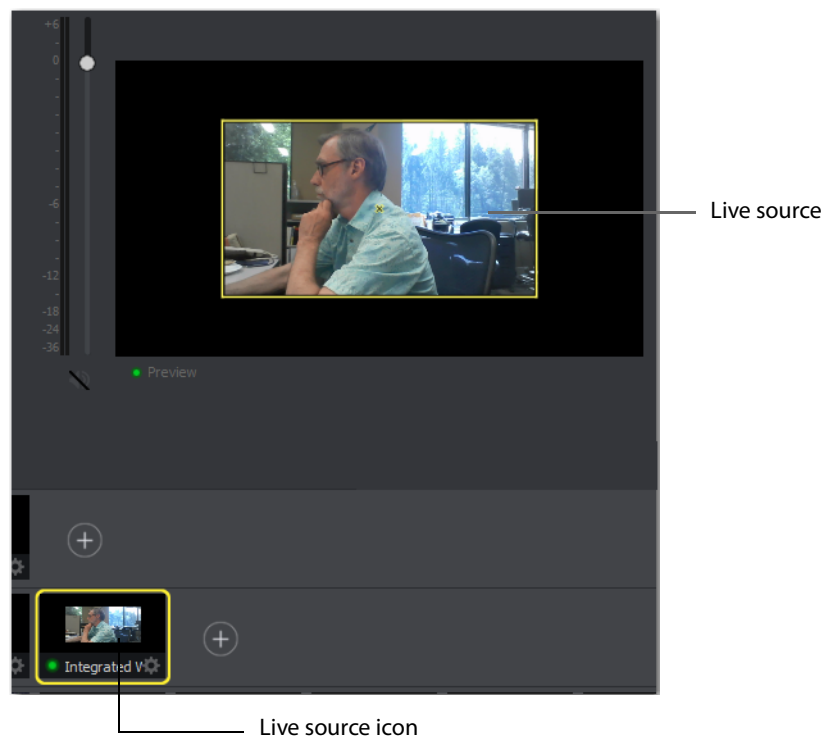 +6
0
-6
-12
-18
-24
-36
Live source
Preview
Integrated W
Live source icon